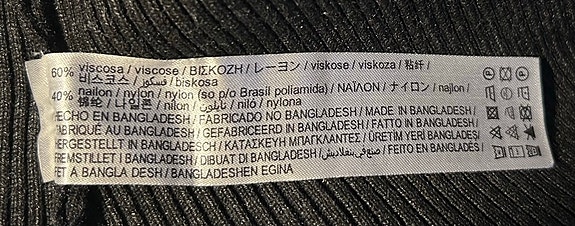 60% viscosa / viscose / ΒΙΣΚΟΖΗ / レーヨン / viskose / viskoza / 粘纤 /
비스코스 / فسكوز / biskosa
40% nailon / nylon / nylon (so p/o Brasil poliamida) / ΝΑΪΛΟΝ / ナイロン / najlon /
锦纶 / 나일론 / nilon / نايلون / niló / nylona
ECHO EN BANGLADESH / FABRICADO NO BANGLADESH / MADE IN BANGLADESH /
FABRIQUÉ AU BANGLADESH / GEFABRICEERD IN BANGLADESH / FATTO IN BANGLADESH /
HERGESTELLT IN BANGLADESCH / ΚΑΤΑΣΚΕΥΗ ΜΠΑΓΚΛΑΝΤΕΣ / ÜRETİM YERİ BANGLADEŞ /
FREMSTILLET I BANGLADESH / DIBUAT DI BANGLADESH / صنع في بنغلاديش / FEITO EN BANGLADESH /
FET A BANGLA DESH / BANGLADESHEN EGINA